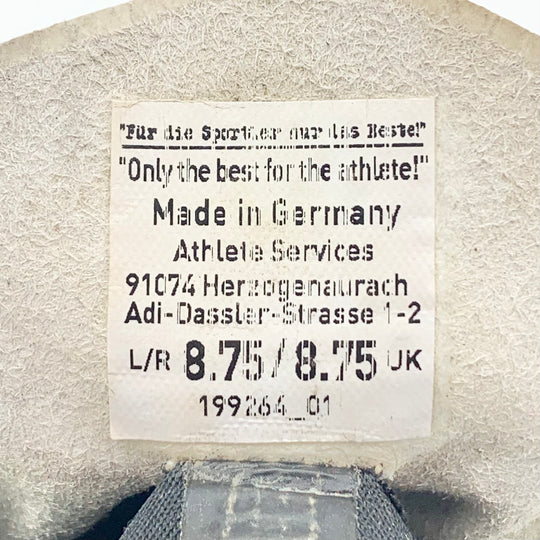 "Für die Sportler nur das Beste!"
"Only the best for the athlete!"
Made in Germany
Athlete Services
91074 Herzogenaurach
Adi-Dassler-Strasse 1-2
L/R 8.75/8.75 UK
199264_01